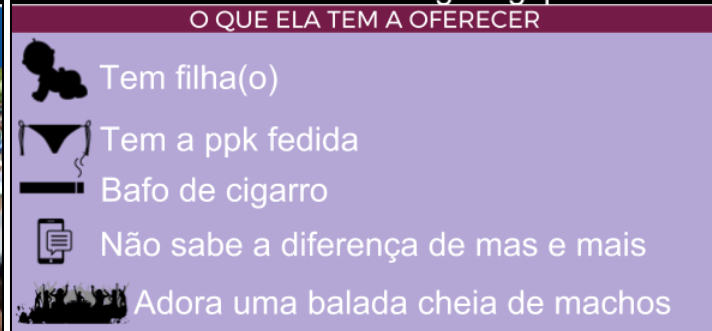 O QUE ELA TEM A OFERECER
Tem filha(o)
Tem a ppk fedida
Bafo de cigarro
Não sabe a diferença de mas e mais
Adora uma balada cheia de machos